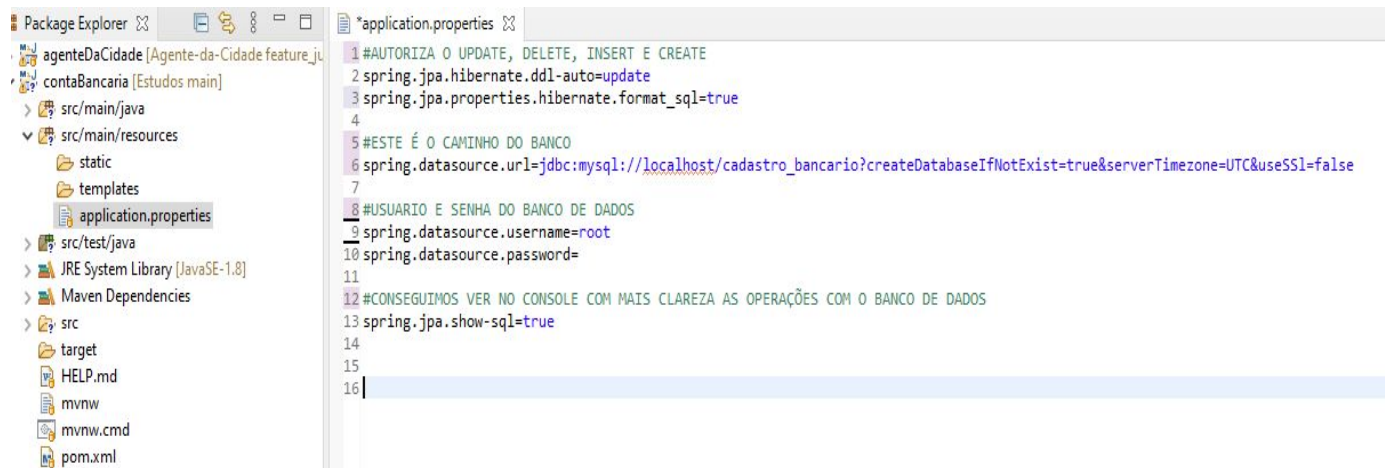 Package Explorer
agenteDaCidade [Agente-da-Cidade feature_ju
contaBancaria [Estudos main]
src/main/java
src/main/resources
static
templates
application.properties
src/test/java
JRE System Library [JavaSE-1.8]
Maven Dependencies
src
target
HELP.md
mvnw
mvnw.cmd
pom.xml
*application.properties
1 #AUTORIZA O UPDATE, DELETE, INSERT E CREATE
2 spring.jpa.hibernate.ddl-auto=update
3 spring.jpa.properties.hibernate.format_sql=true
4
5 #ESTE É O CAMINHO DO BANCO
6 spring.datasource.url=jdbc:mysql://localhost/cadastro_bancario?createDatabaseIfNotExist=true&serverTimezone=UTC&useSSl=false
7
8 #USUARIO E SENHA DO BANCO DE DADOS
9 spring.datasource.username=root
10 spring.datasource.password=
11
12 #CONSEGUIMOS VER NO CONSOLE COM MAIS CLAREZA AS OPERAÇÕES COM O BANCO DE DADOS
13 spring.jpa.show-sql=true
14
15
16